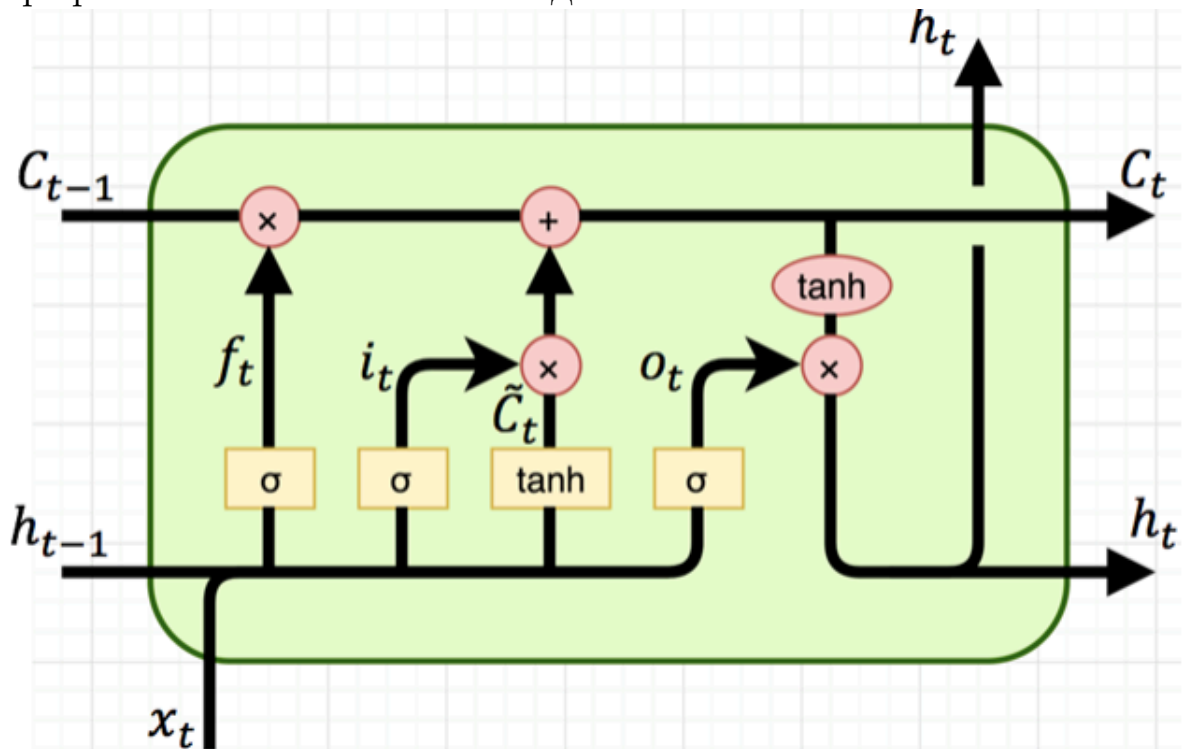 h_t
C_{t-1}
C_t
×
+
tanh
f_t
i_t
×
o_t
×
C̃_t
σ
σ
tanh
σ
h_{t-1}
h_t
x_t